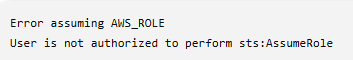 Error assuming AWS_ROLE
User is not authorized to perform sts:AssumeRole